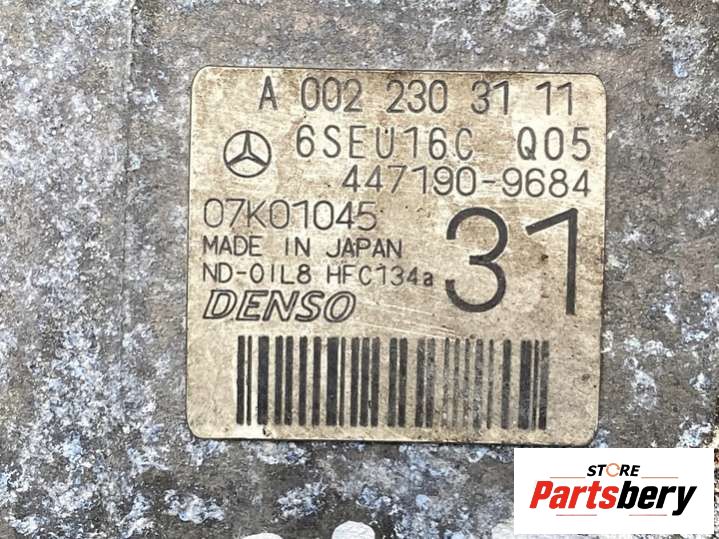 A 002 230 31 11
6SEU16C Q05
447190-9684
07K01045
MADE IN JAPAN
31
ND-OIL8 HFC134a
DENSO
STORE
Partsbery